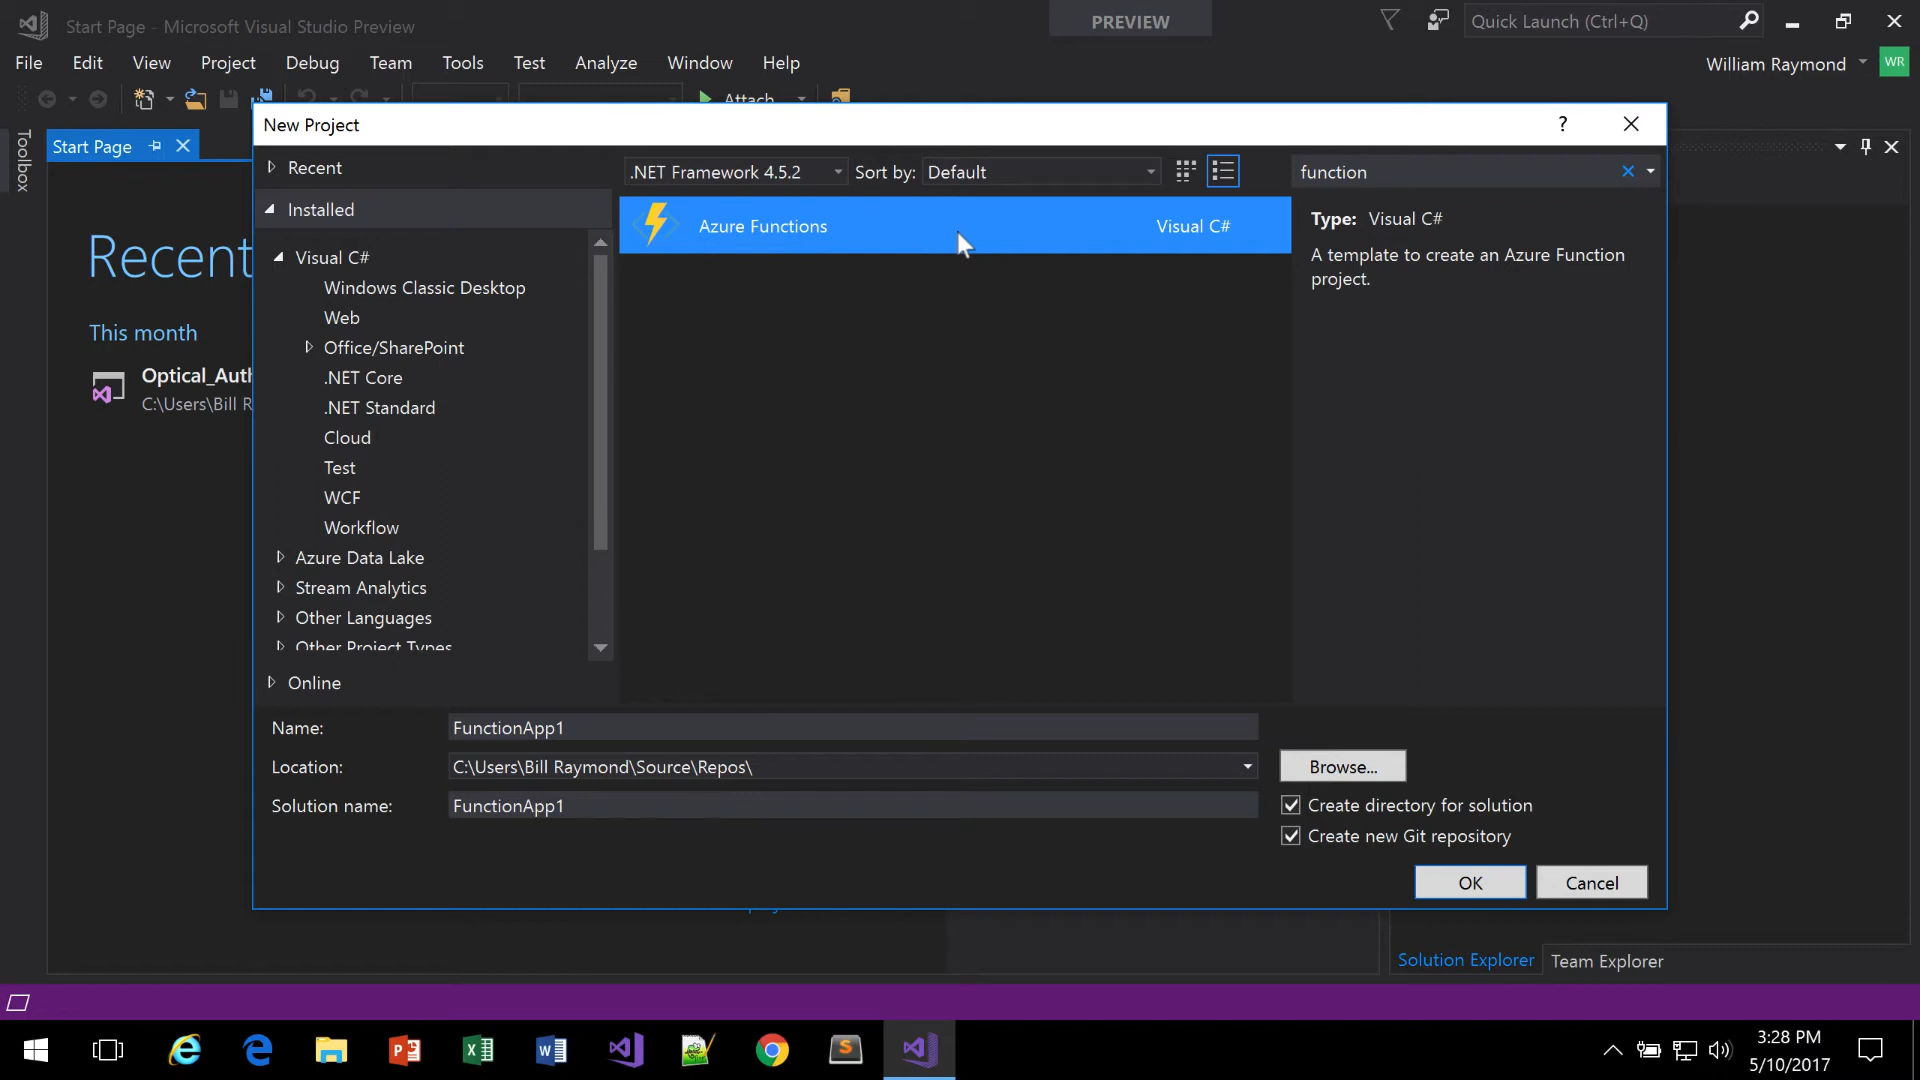 Start Page - Microsoft Visual Studio Preview
PREVIEW
Quick Launch (Ctrl+Q)
File Edit View Project Debug Team Tools Test Analyze Window Help
William Raymond WR
Attach
Toolbox
Start Page
New Project
?
Recent
.NET Framework 4.5.2 Sort by: Default
function
Installed
Azure Functions Visual C#
Type: Visual C#
A template to create an Azure Function
project.
Visual C#
Windows Classic Desktop
Web
Office/SharePoint
.NET Core
.NET Standard
Cloud
Test
WCF
Workflow
Azure Data Lake
Stream Analytics
Other Languages
Other Project Types
Online
Recent
This month
Optical_Auth
C:\Users\Bill R
Name: FunctionApp1
Location: C:\Users\Bill Raymond\Source\Repos\ Browse...
Solution name: FunctionApp1
Create directory for solution
Create new Git repository
OK Cancel
Solution Explorer Team Explorer
3:28 PM
5/10/2017